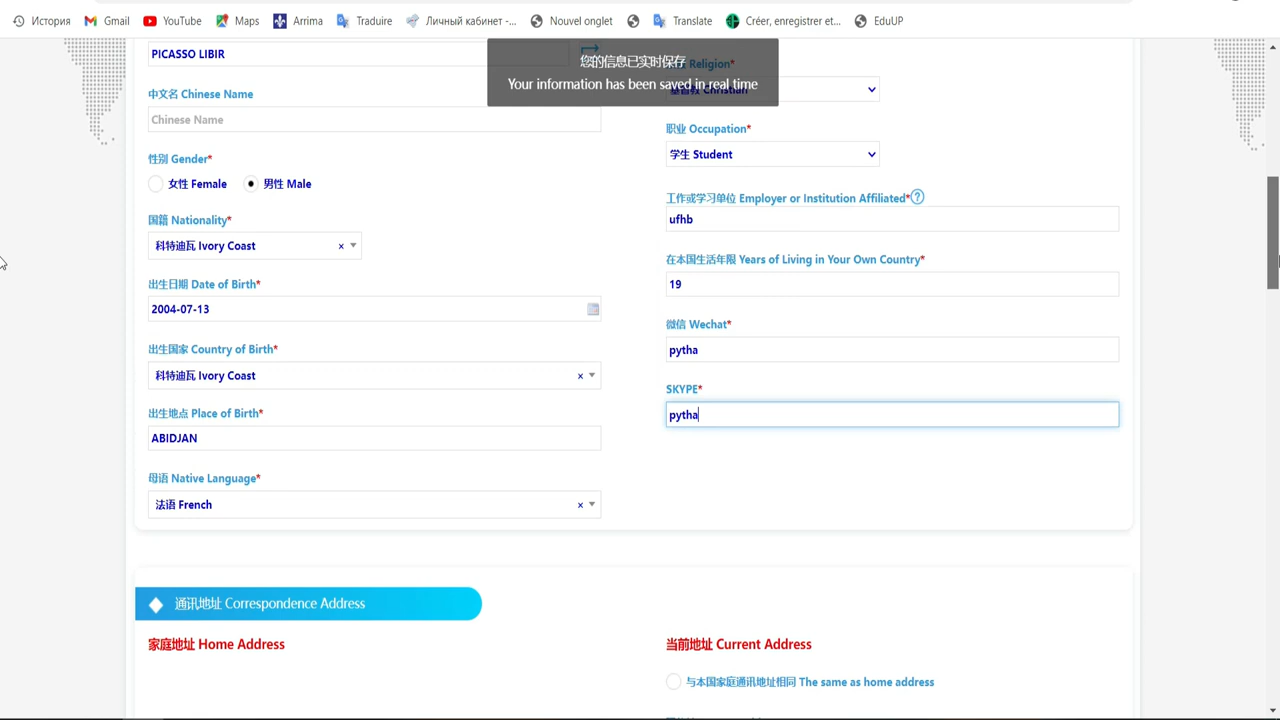 История Gmail YouTube Maps Arrima Traduire Личный кабинет -... Nouvel onglet Translate Créer, enregistrer et... EduUP
您的信息已实时保存
Your information has been saved in real time
PICASSO LIBIR
中文名 Chinese Name
Chinese Name
性别 Gender*
女性 Female 男性 Male
国籍 Nationality*
科特迪瓦 Ivory Coast ×
出生日期 Date of Birth*
2004-07-13
出生国家 Country of Birth*
科特迪瓦 Ivory Coast ×
出生地点 Place of Birth*
ABIDJAN
母语 Native Language*
法语 French ×
Religion*
基督教 Christian
职业 Occupation*
学生 Student
工作或学习单位 Employer or Institution Affiliated*
ufhb
在本国生活年限 Years of Living in Your Own Country*
19
微信 Wechat*
pytha
SKYPE*
pytha
通讯地址 Correspondence Address
家庭地址 Home Address
当前地址 Current Address
与本国家庭通讯地址相同 The same as home address